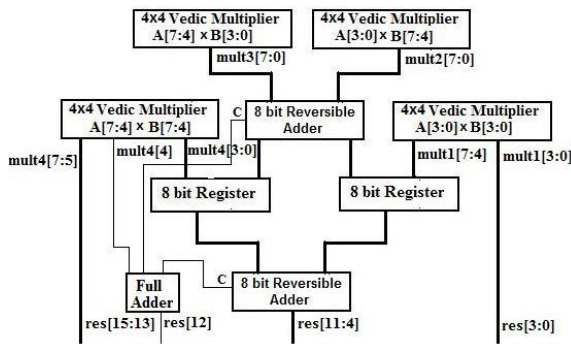 4x4 Vedic Multiplier
A[7:4] × B[3:0]
4x4 Vedic Multiplier
A[3:0] × B[7:4]
mult3[7:0]
mult2[7:0]
4x4 Vedic Multiplier
A[7:4] × B[7:4]
C
8 bit Reversible
Adder
4x4 Vedic Multiplier
A[3:0]×B[3:0]
mult4[7:5]
mult4[4]
mult4[3:0]
mult1[7:4]
mult1[3:0]
8 bit Register
8 bit Register
Full
Adder
C
8 bit Reversible
Adder
res[15:13]
res[12]
res[11:4]
res[3:0]